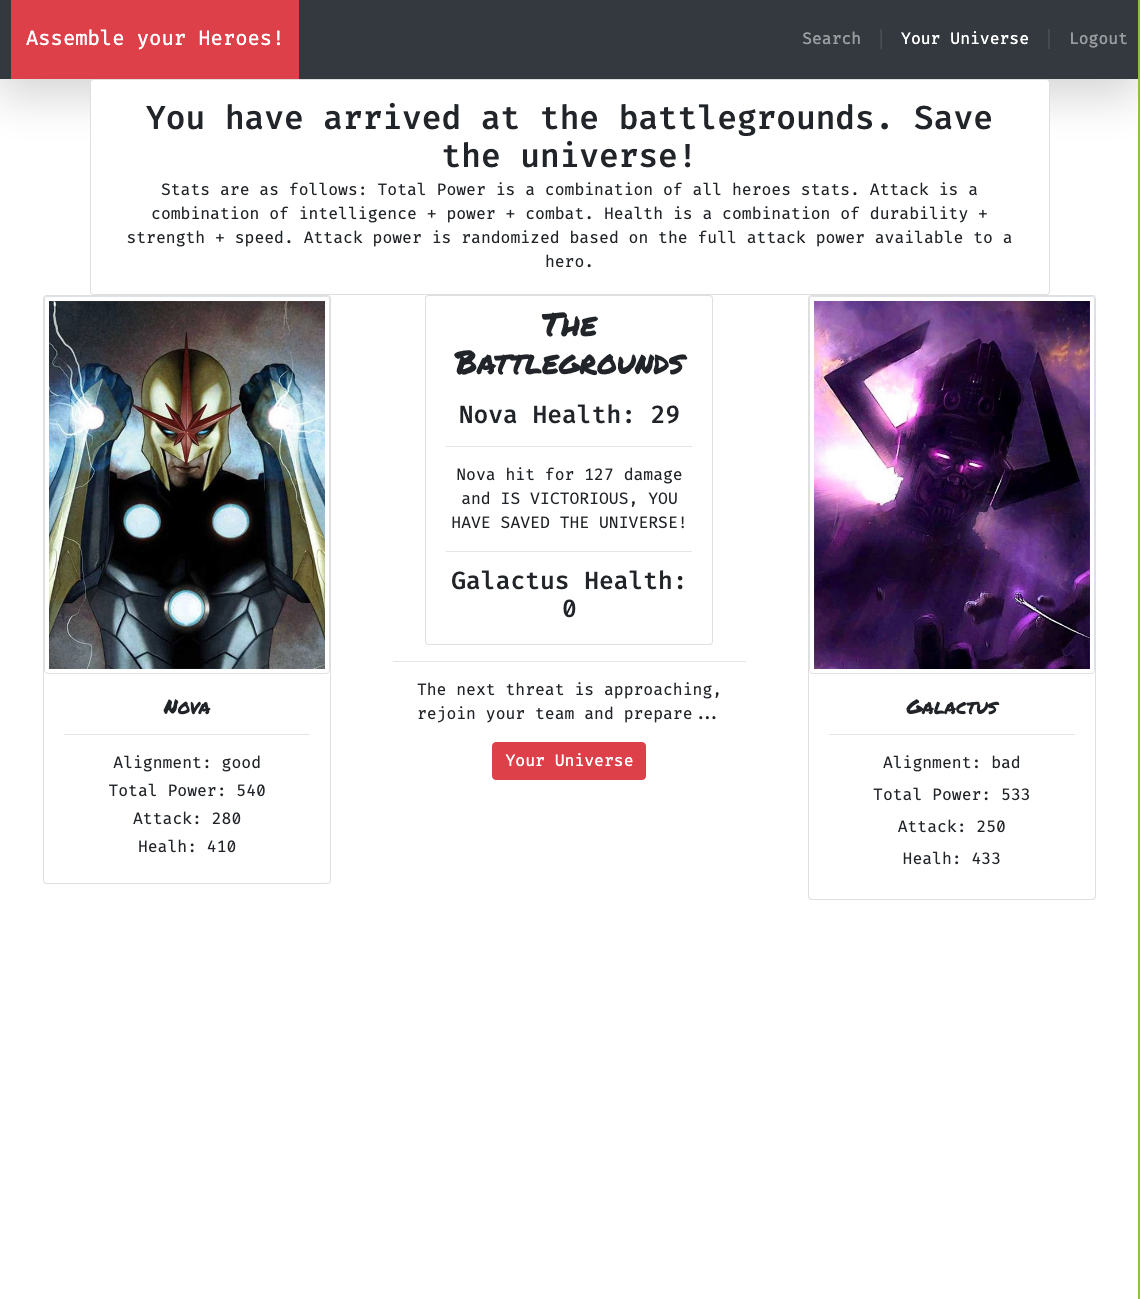 Assemble your Heroes!
Search | Your Universe | Logout
You have arrived at the battlegrounds. Save
the universe!
Stats are as follows: Total Power is a combination of all heroes stats. Attack is a
combination of intelligence + power + combat. Health is a combination of durability +
strength + speed. Attack power is randomized based on the full attack power available to a
hero.
The
Battlegrounds
Nova Health: 29
Nova hit for 127 damage
and IS VICTORIOUS, YOU
HAVE SAVED THE UNIVERSE!
Galactus Health:
0
The next threat is approaching,
rejoin your team and prepare...
Your Universe
Nova
Alignment: good
Total Power: 540
Attack: 280
Healh: 410
Galactus
Alignment: bad
Total Power: 533
Attack: 250
Healh: 433